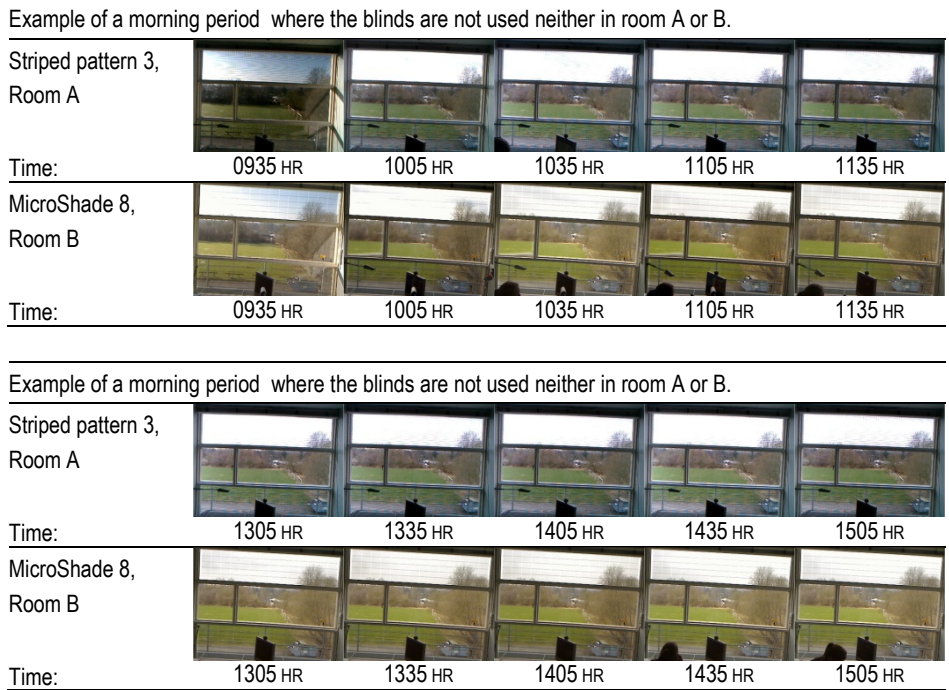 Example of a morning period  where the blinds are not used neither in room A or B.
Striped pattern 3,
Room A
Time: 0935 HR 1005 HR 1035 HR 1105 HR 1135 HR
MicroShade 8,
Room B
Time: 0935 HR 1005 HR 1035 HR 1105 HR 1135 HR
Example of a morning period  where the blinds are not used neither in room A or B.
Striped pattern 3,
Room A
Time: 1305 HR 1335 HR 1405 HR 1435 HR 1505 HR
MicroShade 8,
Room B
Time: 1305 HR 1335 HR 1405 HR 1435 HR 1505 HR